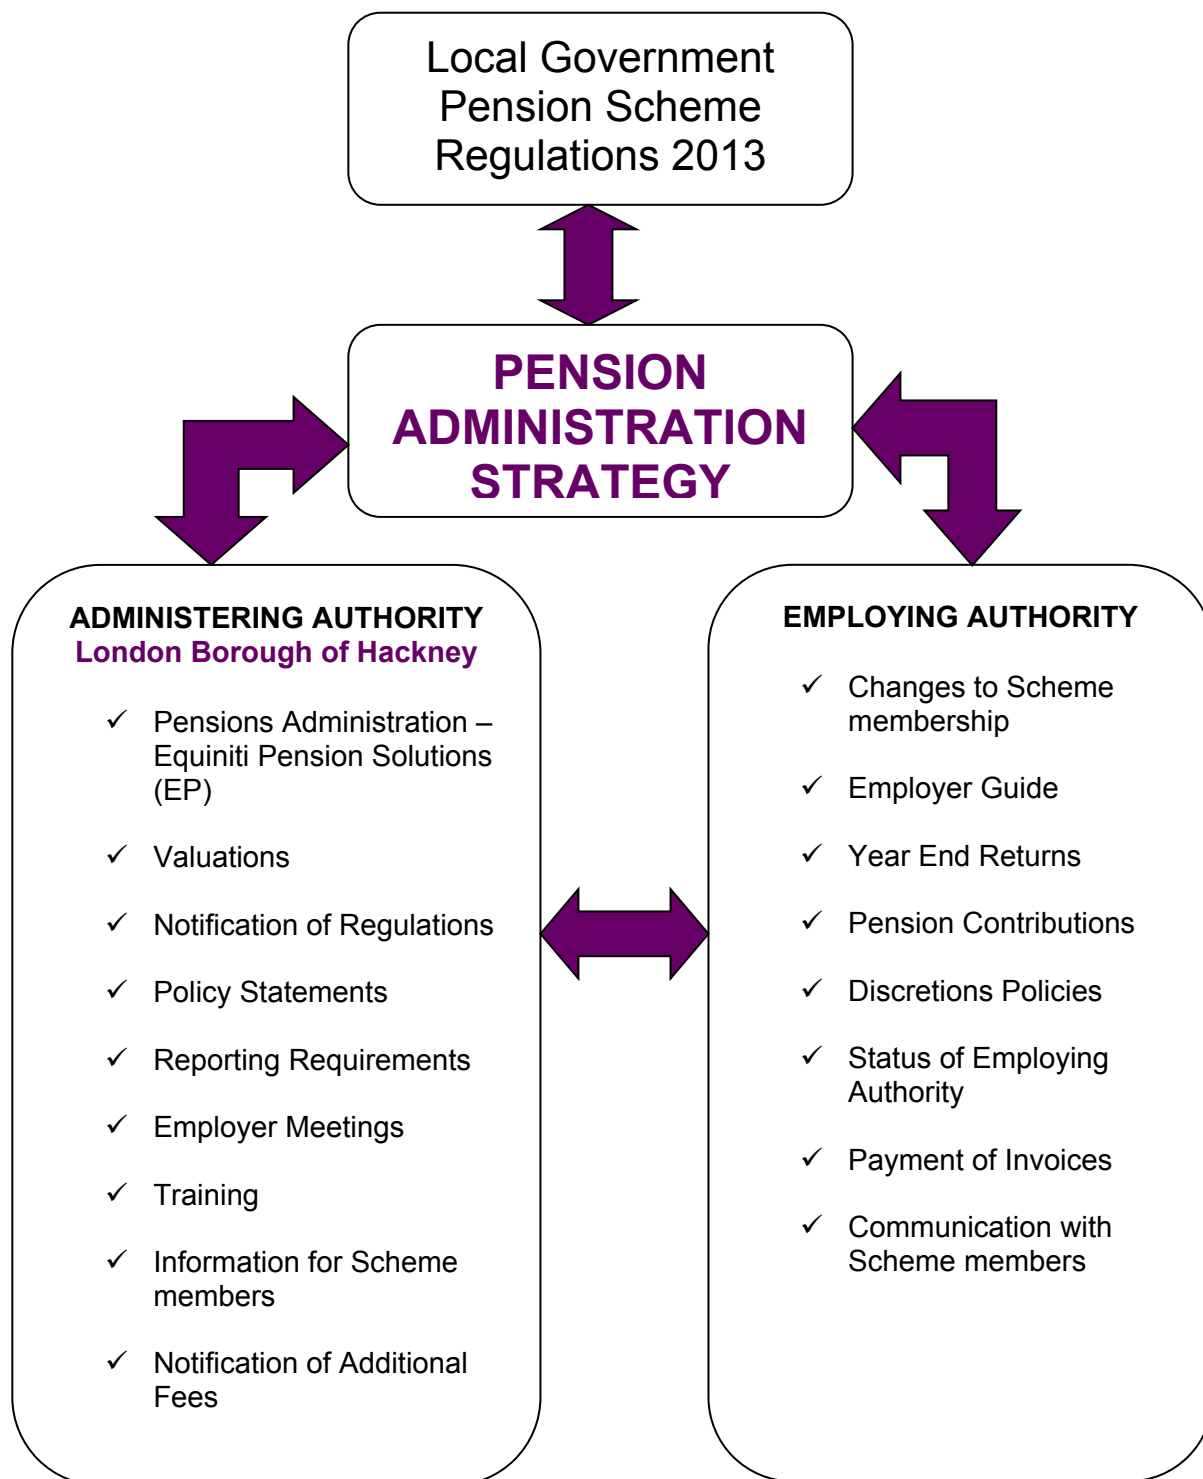 Local Government
Pension Scheme
Regulations 2013
PENSION
ADMINISTRATION
STRATEGY
ADMINISTERING AUTHORITY
London Borough of Hackney
✓ Pensions Administration –
Equiniti Pension Solutions
(EP)
✓ Valuations
✓ Notification of Regulations
✓ Policy Statements
✓ Reporting Requirements
✓ Employer Meetings
✓ Training
✓ Information for Scheme
members
✓ Notification of Additional
Fees
EMPLOYING AUTHORITY
✓ Changes to Scheme
membership
✓ Employer Guide
✓ Year End Returns
✓ Pension Contributions
✓ Discretions Policies
✓ Status of Employing
Authority
✓ Payment of Invoices
✓ Communication with
Scheme members